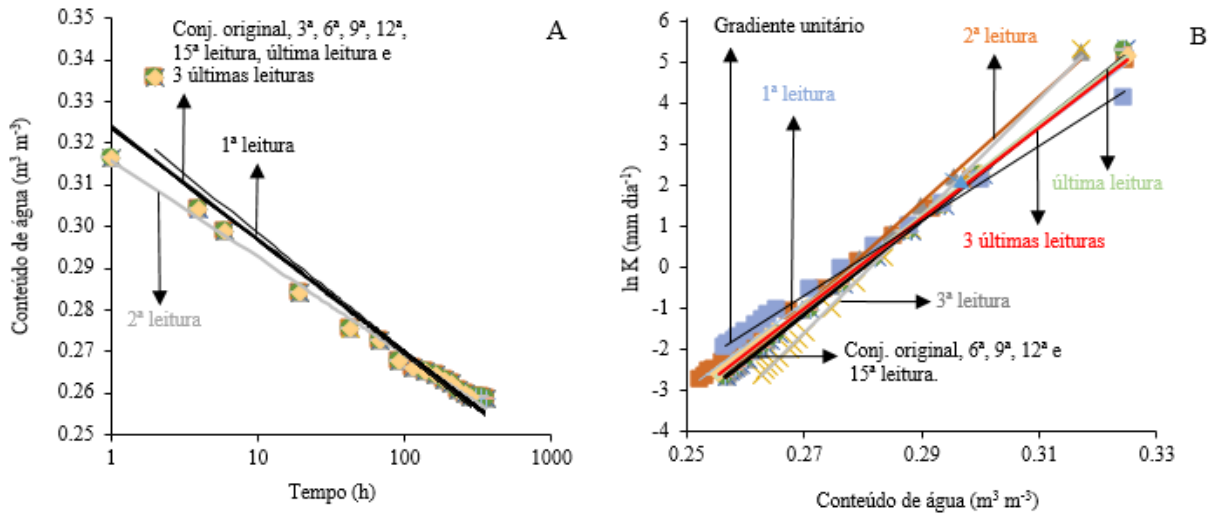 A
Conj. original, 3ª, 6ª, 9ª, 12ª,
15ª leitura, última leitura e
3 últimas leituras
1ª leitura
2ª leitura
Conteúdo de água (m³ m⁻³)
0.35
0.34
0.33
0.32
0.31
0.30
0.29
0.28
0.27
0.26
0.25
1
10
100
1000
Tempo (h)
B
Gradiente unitário
2ª leitura
1ª leitura
última leitura
3 últimas leituras
3ª leitura
Conj. original, 6ª, 9ª, 12ª e
15ª leitura.
ln K (mm dia⁻¹)
6
5
4
3
2
1
0
-1
-2
-3
-4
0.25
0.27
0.29
0.31
0.33
Conteúdo de água (m³ m⁻³)